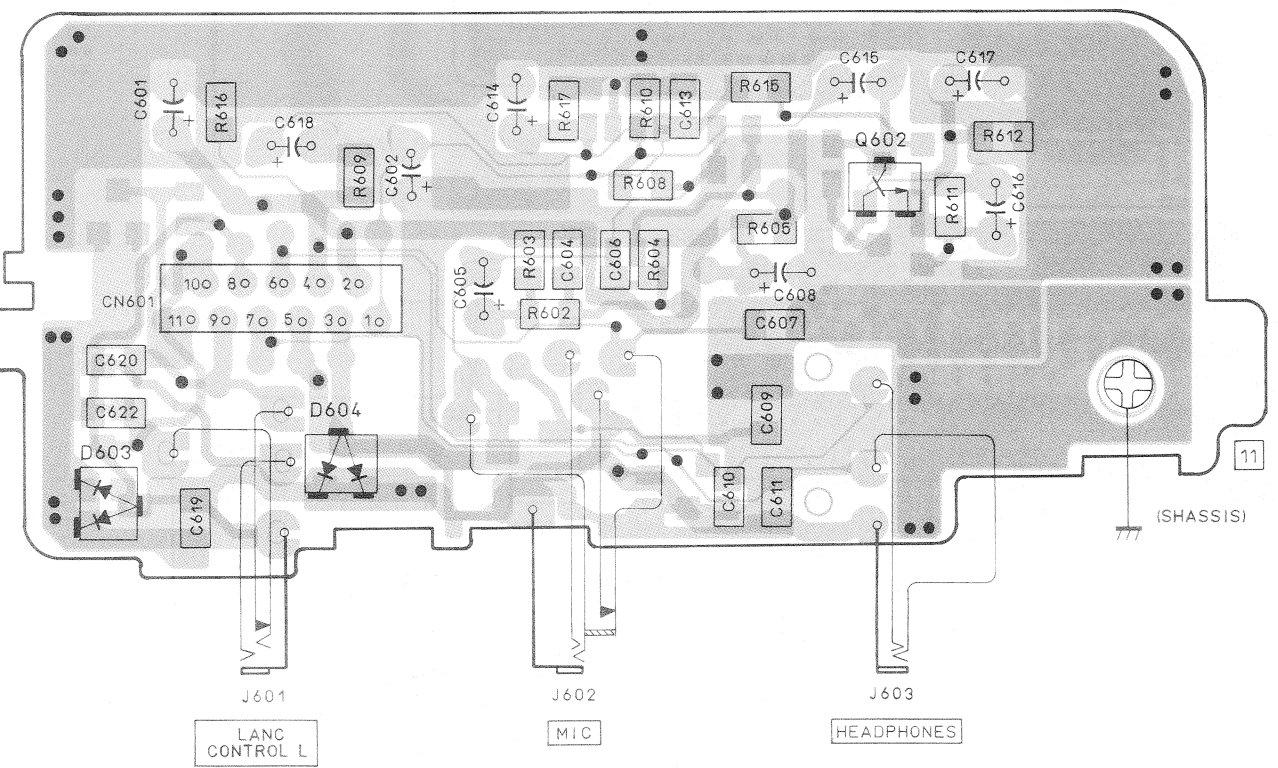 C615
C617
C601
R616
C614
R617
R610
C613
R615
C618
Q602
R612
R609
C602
R608
R611
C616
R605
R603
C604
C606
R604
C605
C608
CN601
10 8 6 4 2
11 9 7 5 3 1
R602
C607
C620
C622
D604
C609
D603
C619
C610
C611
11
(SHASSIS)
J601
J602
J603
LANC
CONTROL L
MIC
HEADPHONES